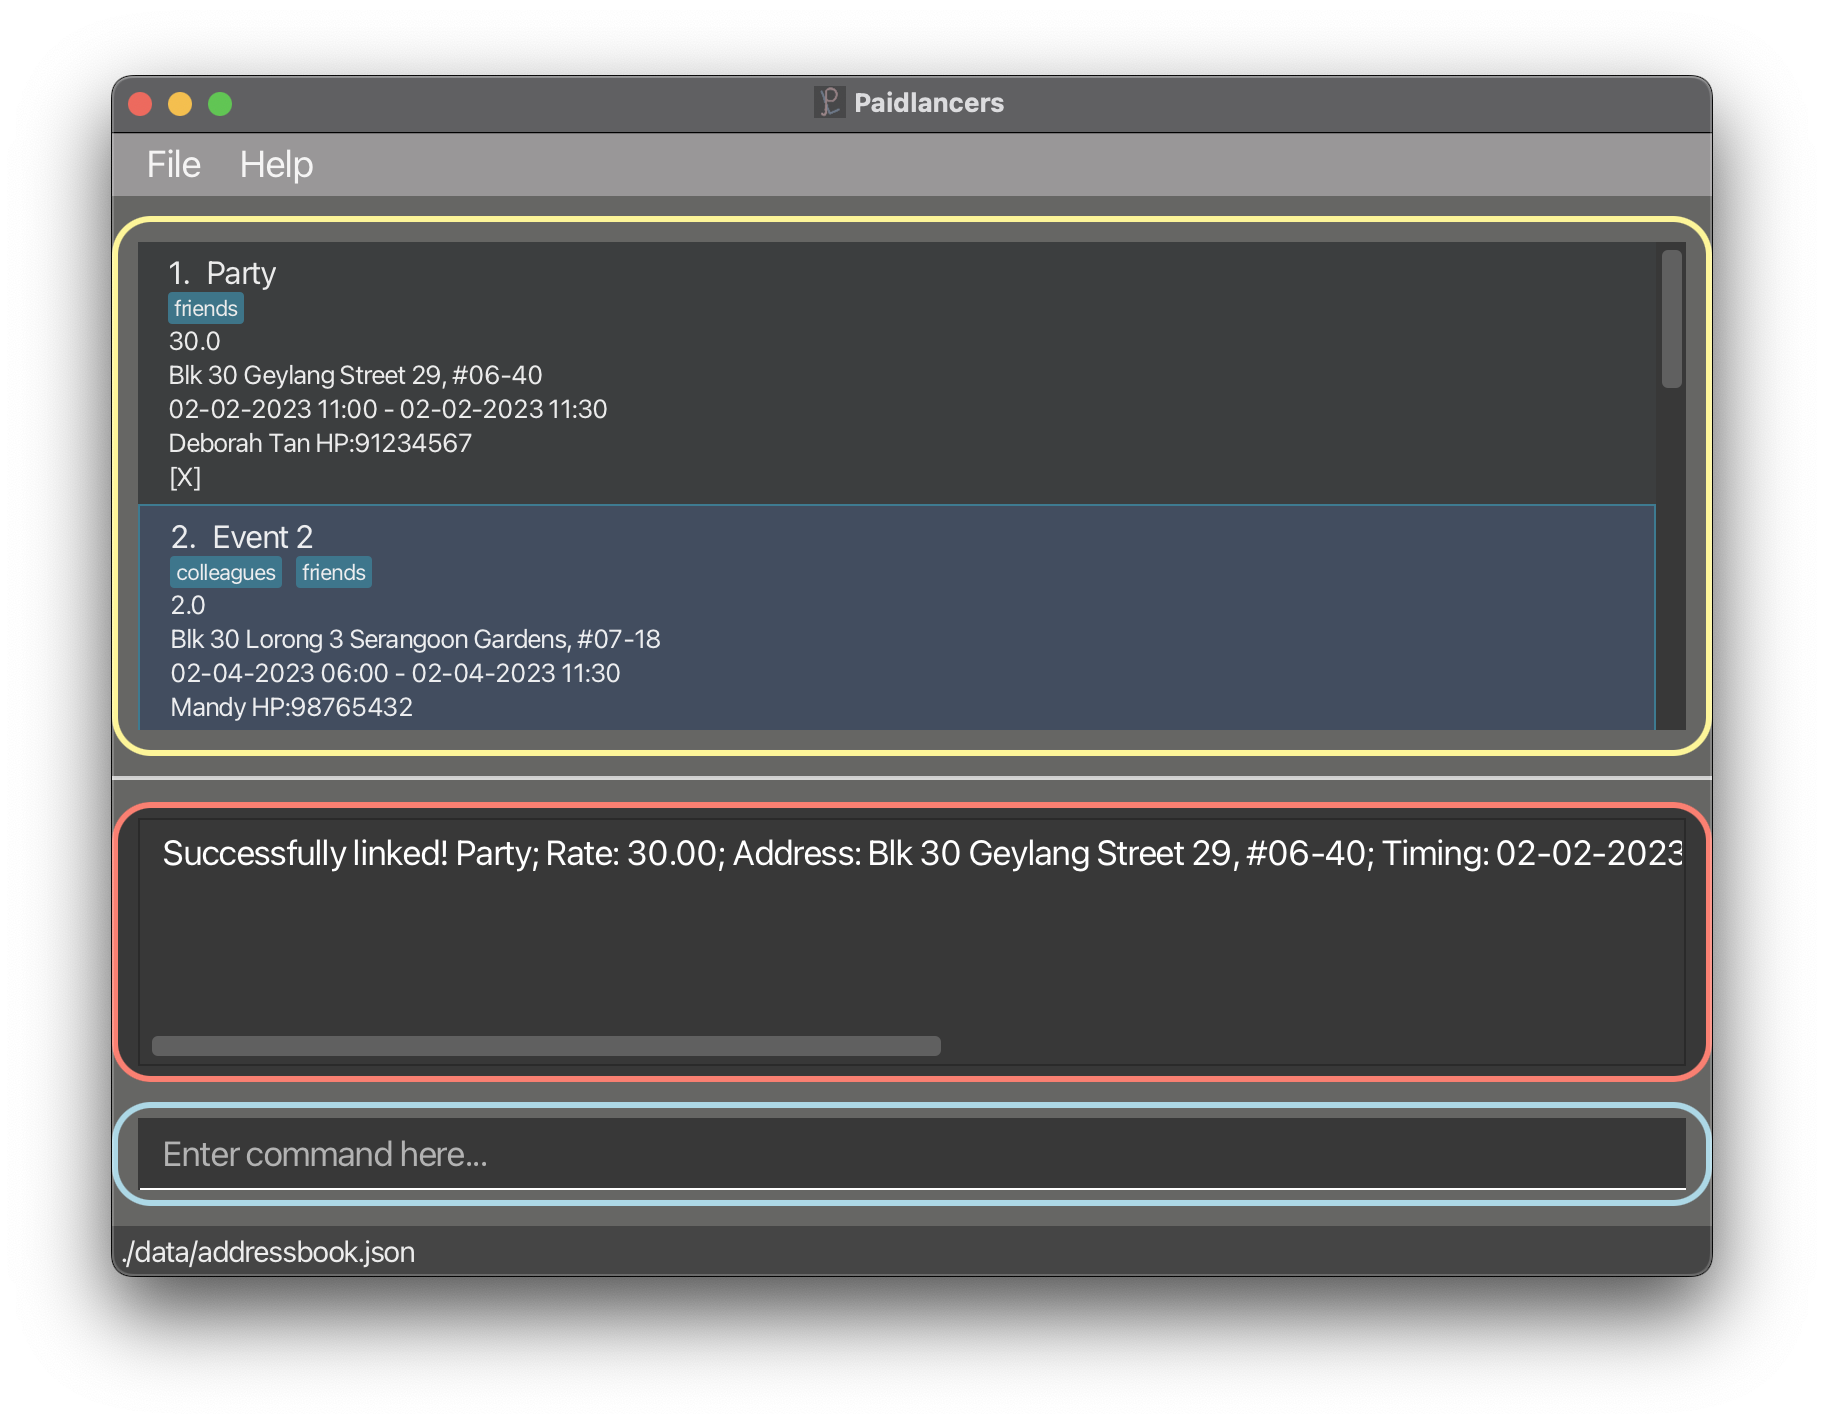 Paidlancers
File Help
1. Party
friends
30.0
Blk 30 Geylang Street 29, #06-40
02-02-2023 11:00 - 02-02-2023 11:30
Deborah Tan HP:91234567
[X]
2. Event 2
colleagues friends
2.0
Blk 30 Lorong 3 Serangoon Gardens, #07-18
02-04-2023 06:00 - 02-04-2023 11:30
Mandy HP:98765432
Successfully linked! Party; Rate: 30.00; Address: Blk 30 Geylang Street 29, #06-40; Timing: 02-02-2023
Enter command here...
./data/addressbook.json